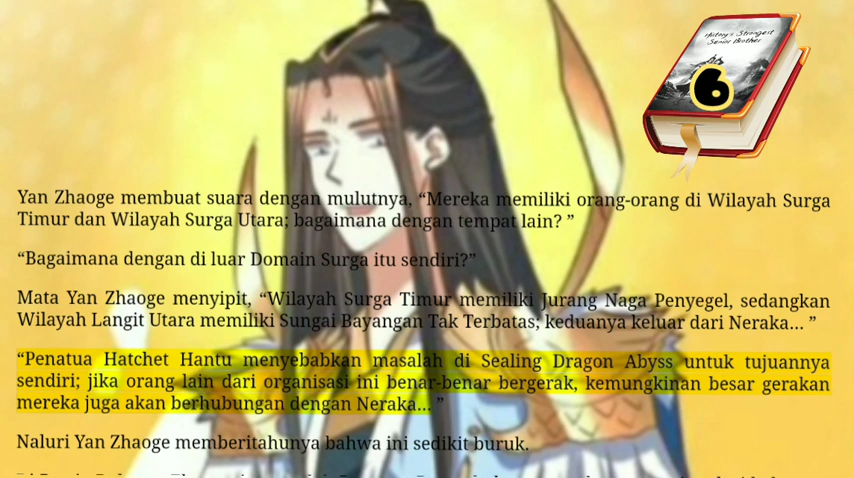 History's Strongest
Senior Brother
6
Yan Zhaoge membuat suara dengan mulutnya, “Mereka memiliki orang-orang di Wilayah Surga
Timur dan Wilayah Surga Utara; bagaimana dengan tempat lain? ”
“Bagaimana dengan di luar Domain Surga itu sendiri?”
Mata Yan Zhaoge menyipit, “Wilayah Surga Timur memiliki Jurang Naga Penyegel, sedangkan
Wilayah Langit Utara memiliki Sungai Bayangan Tak Terbatas; keduanya keluar dari Neraka… ”
“Penatua Hatchet Hantu menyebabkan masalah di Sealing Dragon Abyss untuk tujuannya
sendiri; jika orang lain dari organisasi ini benar-benar bergerak, kemungkinan besar gerakan
mereka juga akan berhubungan dengan Neraka… ”
Naluri Yan Zhaoge memberitahunya bahwa ini sedikit buruk.